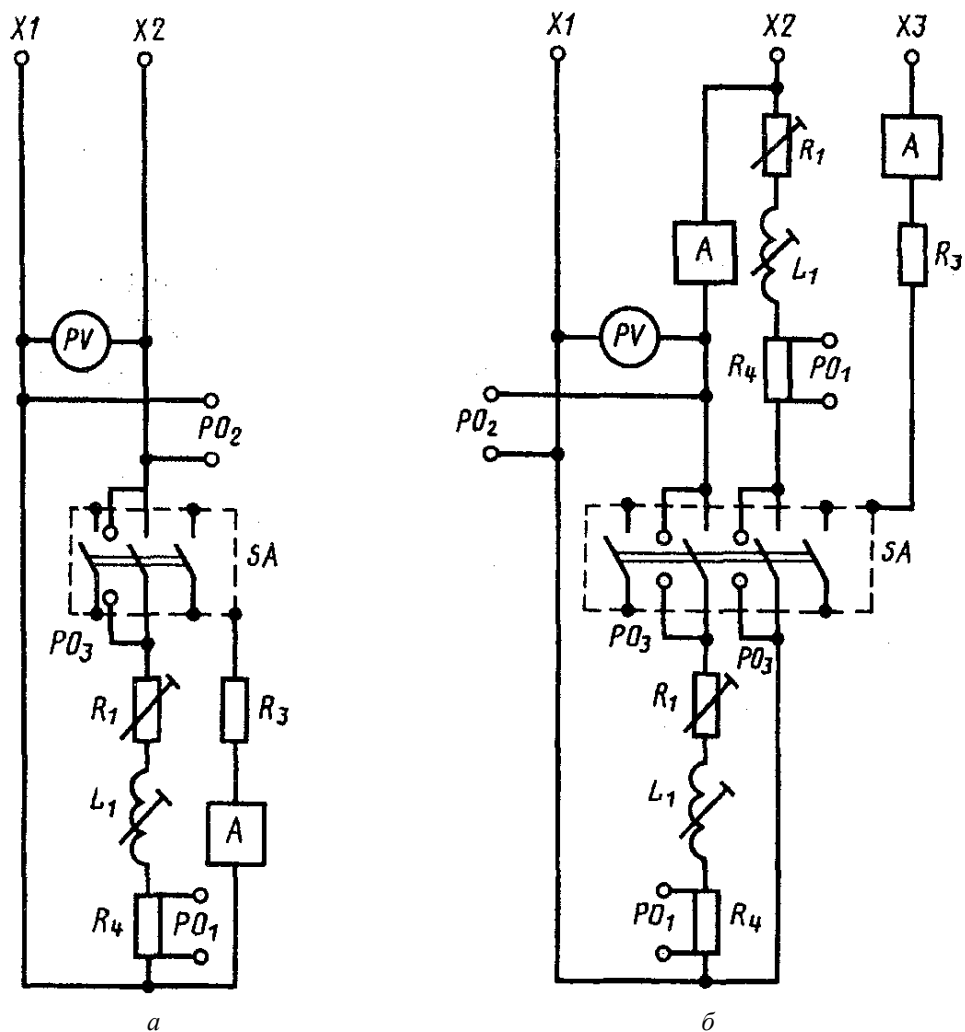 X1 X2
PV
PO2
SA
PO3
R1
R3
L1
A
R4
PO1
а
X1 X2 X3
R1
A
A
L1
R3
PV
R4
PO1
PO2
SA
PO3
PO3
R1
L1
PO1
R4
б